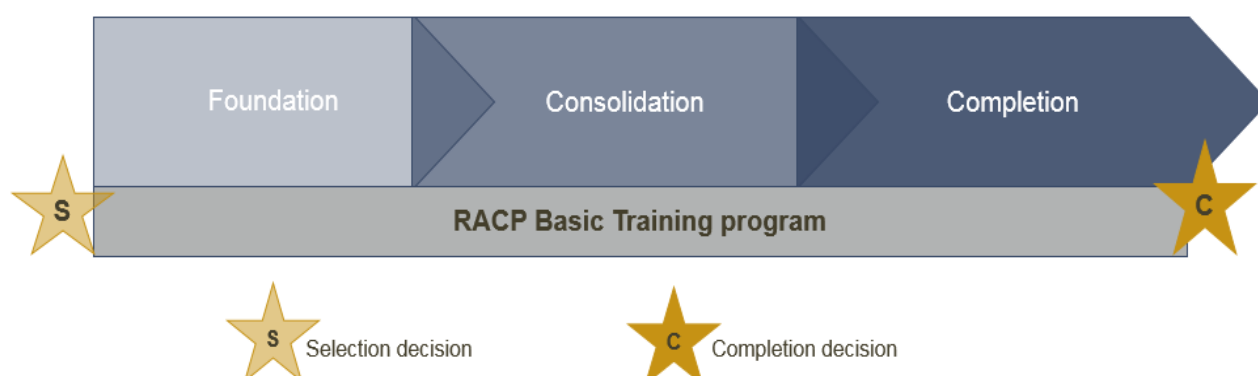 Foundation
Consolidation
Completion
S
RACP Basic Training program
C
S Selection decision
C Completion decision